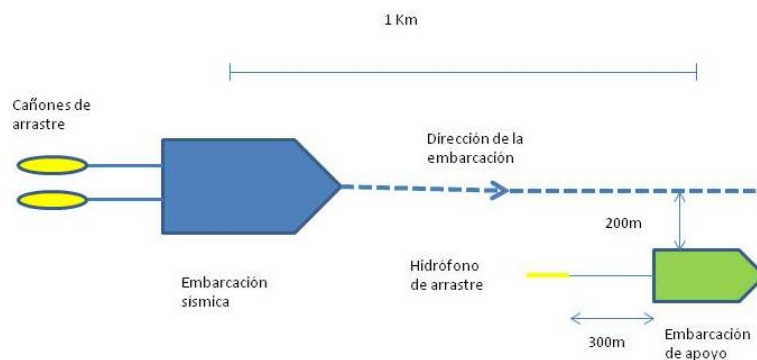 1 Km
Cañones de
arrastre
Dirección de la
embarcación
200m
Hidrófono
de arrastre
Embarcación
sísmica
300m
Embarcación
de apoyo